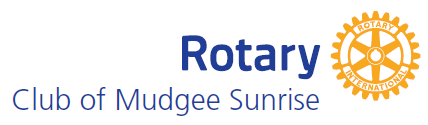 Rotary
Club of Mudgee Sunrise
ROTARY
INTERNATIONAL